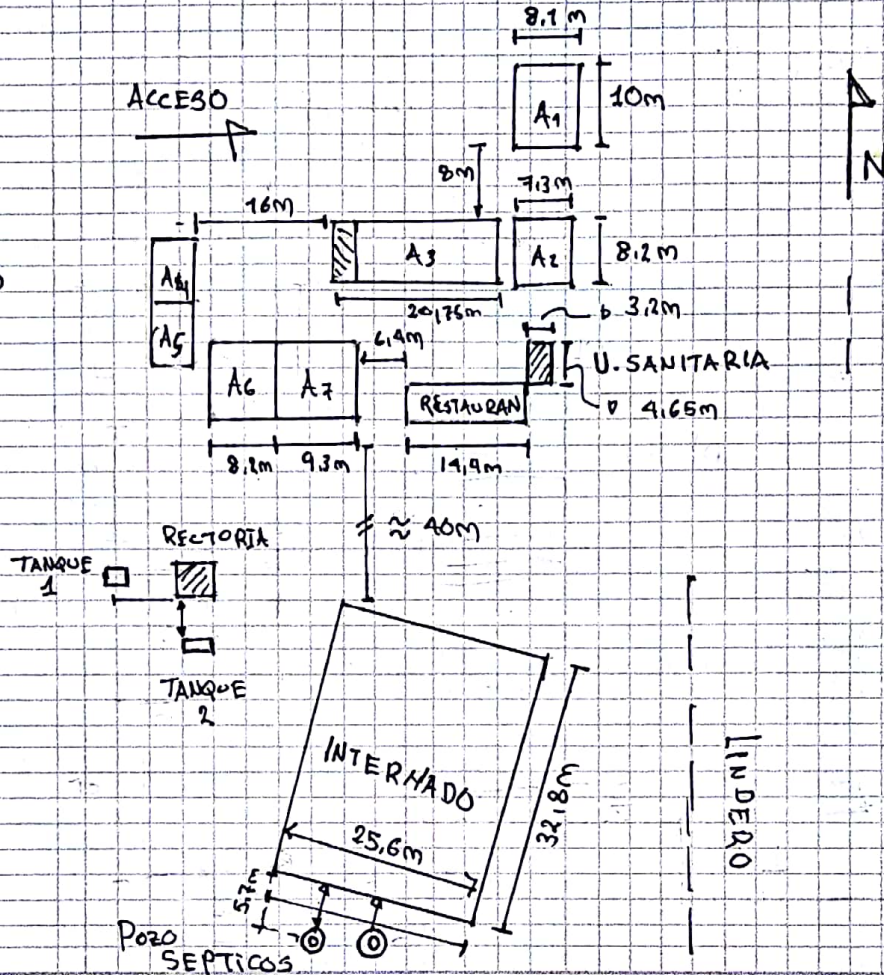 8,1 m
ACCESO
A1
10m
N
8m
7,3m
16m
A3
A2
8,2m
A4
20,75m
3,2m
A5
6,4m
U. SANITARIA
A6
A7
RESTAURAN
4,65m
8,2m
9,3m
14,9m
≈ 40m
RECTORIA
TANQUE
1
TANQUE
2
INTERNADO
LINDERO
32,8m
25,6m
POZO
SEPTICOS